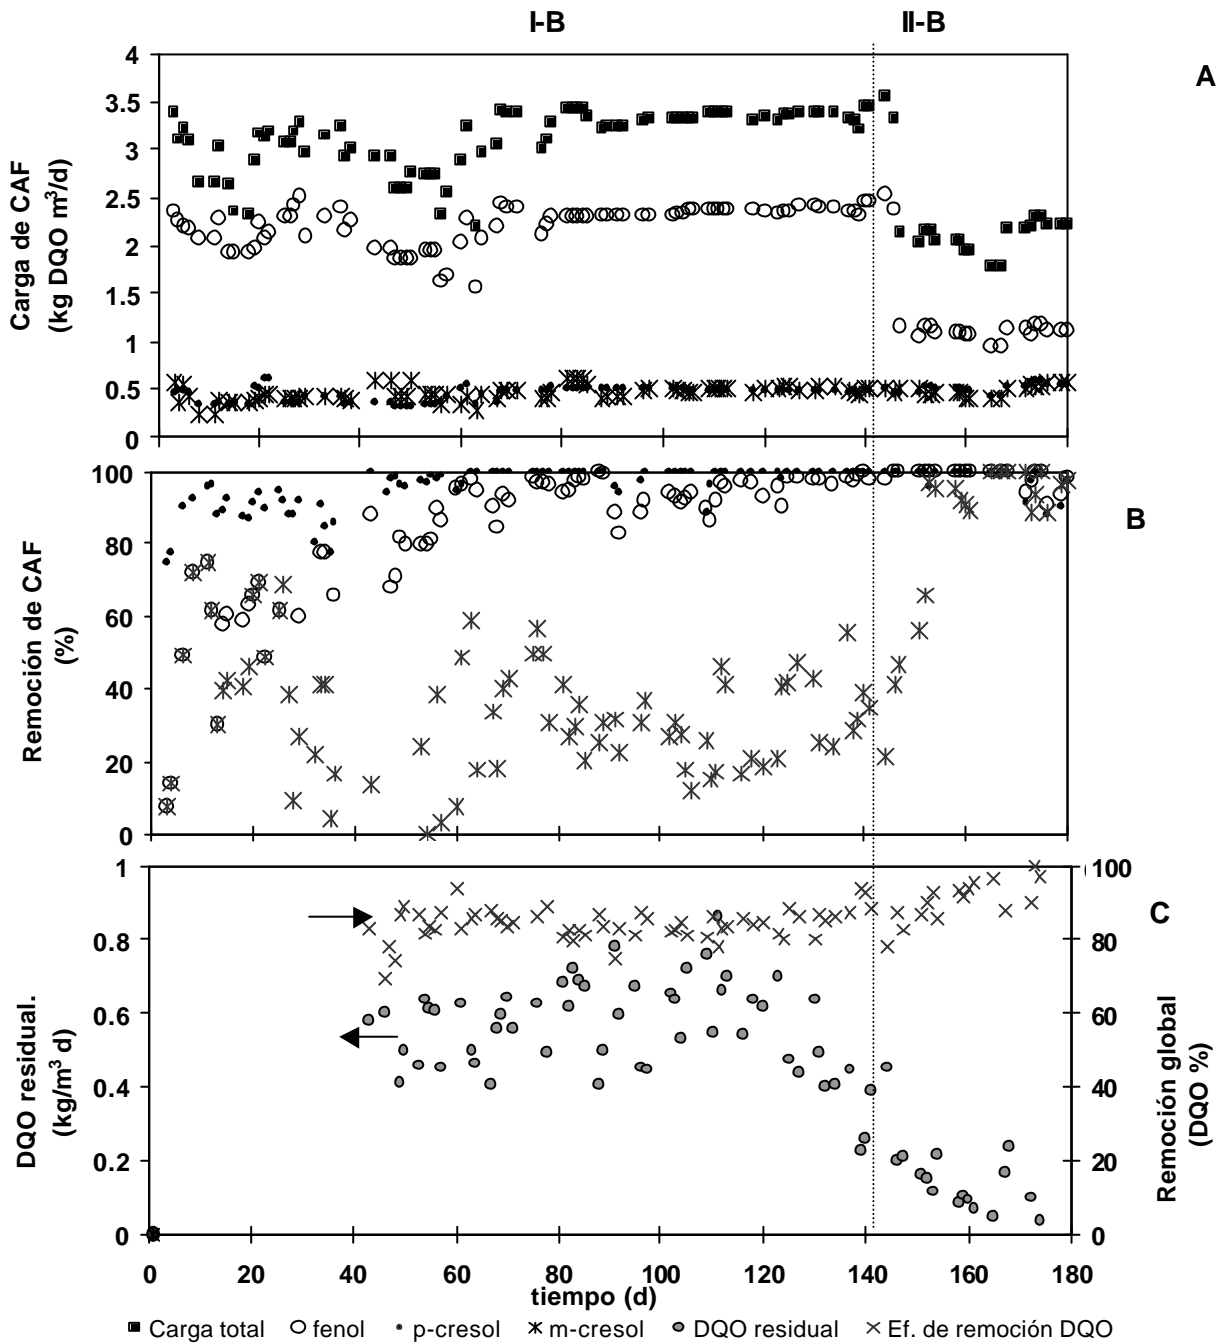 I-B II-B
A
4
3.5
3
2.5
2
1.5
1
0.5
0
Carga de CAF
(kg DQO m³/d)
B
100
80
60
40
20
0
Remoción de CAF
(%)
C
1
0.8
0.6
0.4
0.2
0
DQO residual.
(kg/m³ d)
100
80
60
40
20
0
Remoción global
(DQO %)
0 20 40 60 80 100 120 140 160 180
tiempo (d)
Carga total fenol p-cresol m-cresol DQO residual Ef. de remoción DQO